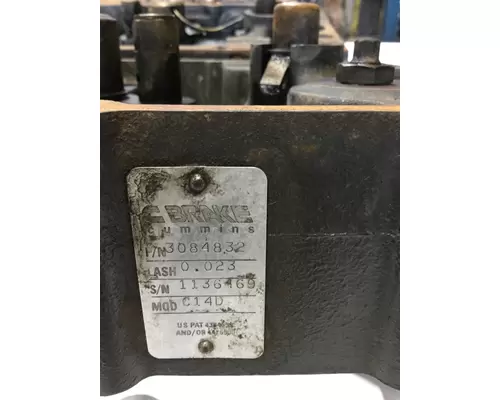 C BRAKE
cummins
P/N 3084832
LASH 0.023
S/N 1136469
MOD C14D
US PAT
AND/OR